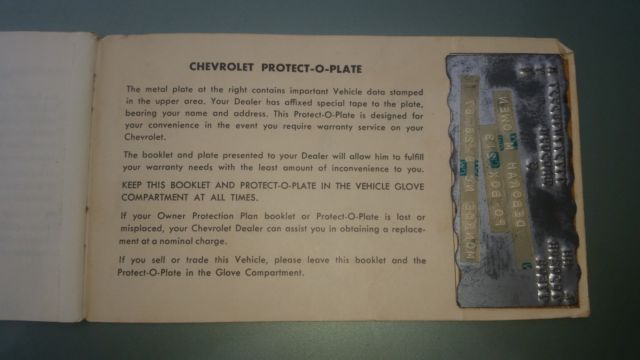 CHEVROLET PROTECT-O-PLATE
The metal plate at the right contains important Vehicle data stamped
in the upper area. Your Dealer has affixed special tape to the plate,
bearing your name and address. This Protect-O-Plate is designed for
your convenience in the event you require warranty service on your
Chevrolet.
The booklet and plate presented to your Dealer will allow him to fulfill
your warranty needs with the least amount of inconvenience to you.
KEEP THIS BOOKLET AND PROTECT-O-PLATE IN THE VEHICLE GLOVE
COMPARTMENT AT ALL TIMES.
If your Owner Protection Plan booklet or Protect-O-Plate is lost or
misplaced, your Chevrolet Dealer can assist you in obtaining a replace-
ment at a nominal charge.
If you sell or trade this Vehicle, please leave this booklet and the
Protect-O-Plate in the Glove Compartment.
DEBORAH
PO BOX
MONROE